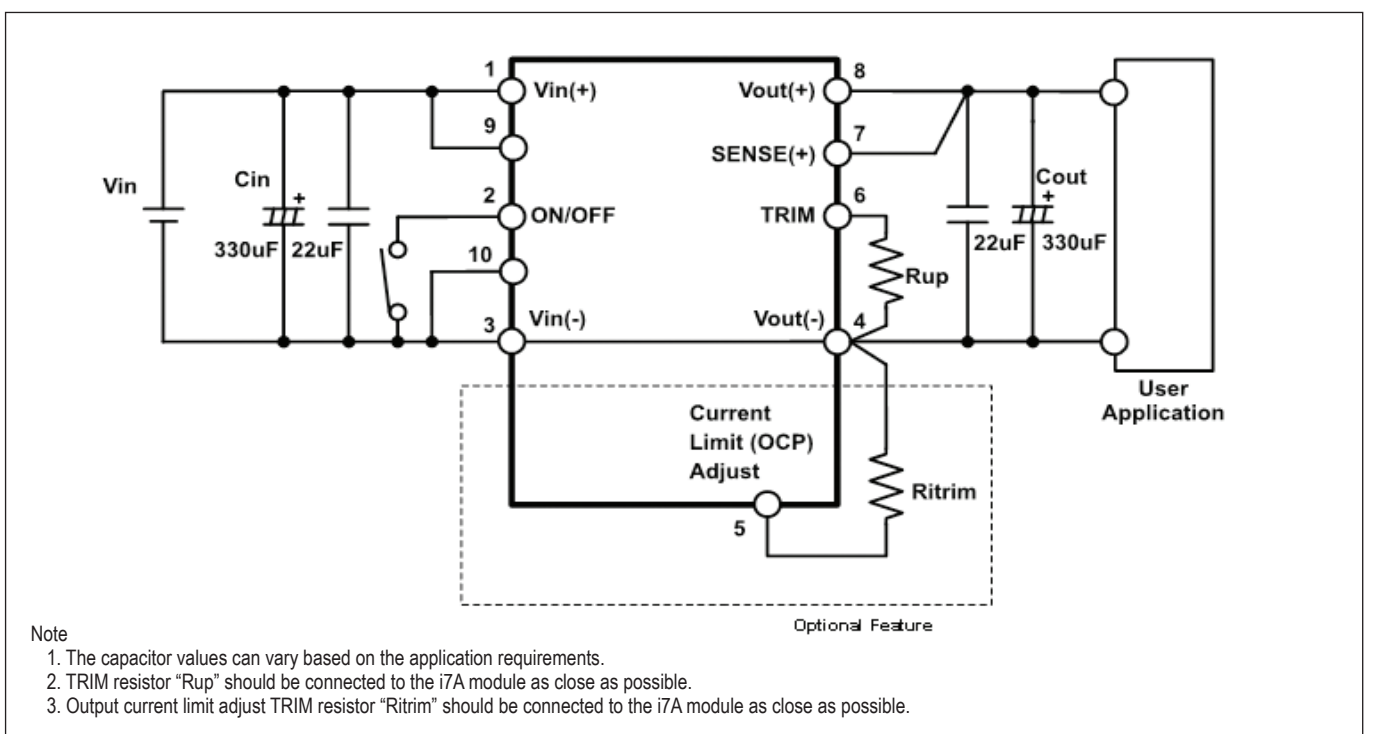 1
8
Vin(+)
Vout(+)
9
7
SENSE(+)
Vin
Cin
+
2
6
Cout
+
ON/OFF
TRIM
330uF
22uF
22uF
330uF
10
Rup
3
Vin(-)
Vout(-)
4
User
Application
Current
Limit (OCP)
Adjust
Ritrim
5
Optional Feature
Note
1. The capacitor values can vary based on the application requirements.
2. TRIM resistor “Rup” should be connected to the i7A module as close as possible.
3. Output current limit adjust TRIM resistor “Ritrim” should be connected to the i7A module as close as possible.